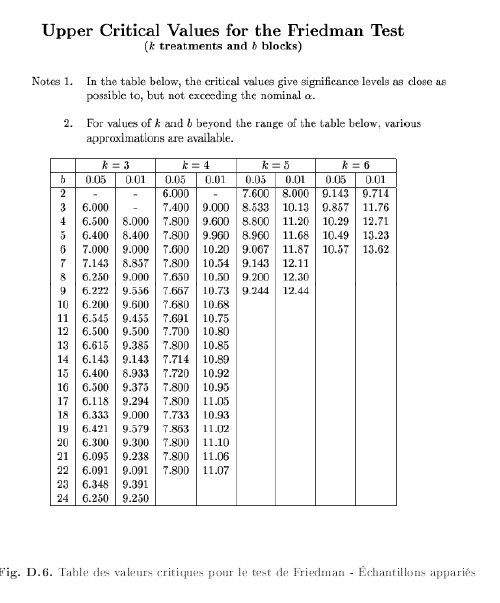 Upper Critical Values for the Friedman Test
(k treatments and b blocks)
Notes 1. In the table below, the critical values give significance levels as close as
possible to, but not exceeding the nominal α.
2. For values of k and b beyond the range of the table below, various
approximations are available.
k = 3 k = 4 k = 5 k = 6
b 0.05 0.01 0.05 0.01 0.05 0.01 0.05 0.01
2 - - 6.000 - 7.600 8.000 9.143 9.714
3 6.000 - 7.400 9.000 8.533 10.13 9.857 11.76
4 6.500 8.000 7.800 9.600 8.800 11.20 10.29 12.71
5 6.400 8.400 7.800 9.960 8.960 11.68 10.49 13.23
6 7.000 9.000 7.600 10.20 9.067 11.87 10.57 13.62
7 7.143 8.857 7.800 10.54 9.143 12.11
8 6.250 9.000 7.650 10.50 9.200 12.30
9 6.222 9.556 7.667 10.73 9.244 12.44
10 6.200 9.600 7.680 10.68
11 6.545 9.455 7.691 10.75
12 6.500 9.500 7.700 10.80
13 6.615 9.385 7.800 10.85
14 6.143 9.143 7.714 10.89
15 6.400 8.933 7.720 10.92
16 6.500 9.375 7.800 10.95
17 6.118 9.294 7.800 11.05
18 6.333 9.000 7.733 10.93
19 6.421 9.579 7.863 11.02
20 6.300 9.300 7.800 11.10
21 6.095 9.238 7.800 11.06
22 6.091 9.091 7.800 11.07
23 6.348 9.391
24 6.250 9.250
Fig. D.6. Table des valeurs critiques pour le test de Friedman - Échantillons appariés